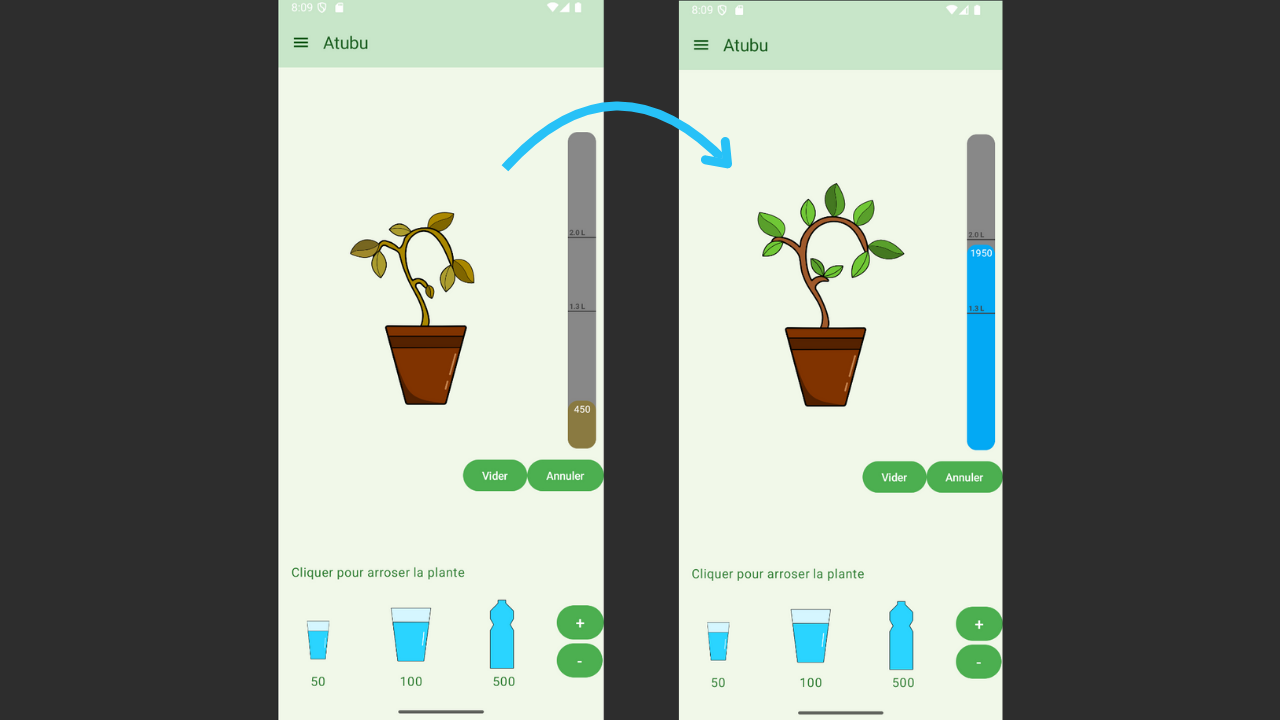 8:09
Atubu
2.0 L
1.3 L
450
Vider
Annuler
Cliquer pour arroser la plante
+
50
100
500
-
8:09
Atubu
2.0 L
1950
1.3 L
Vider
Annuler
Cliquer pour arroser la plante
+
50
100
500
-